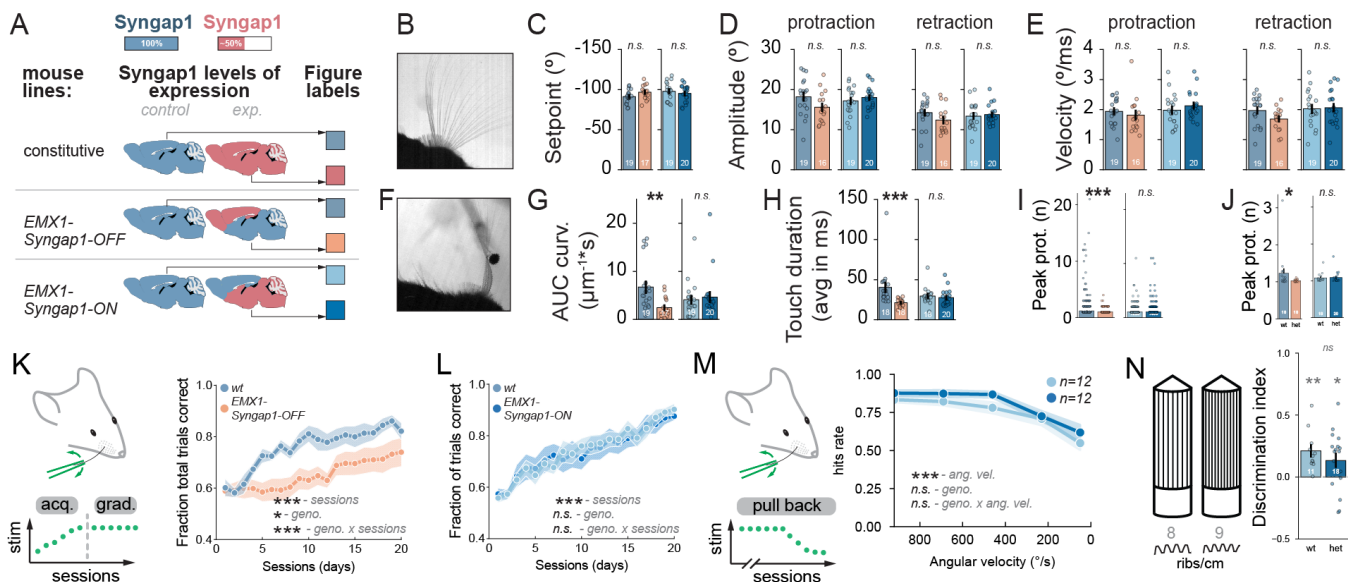 A
Syngap1
Syngap1
100%
~50%
mouse lines:
Syngap1 levels of expression
Figure labels
control
exp.
constitutive
EMX1-
Syngap1-OFF
EMX1-
Syngap1-ON
B
C
Setpoint (º)
-150
-100
-50
0
n.s.
n.s.
19
17
19
20
D
protraction
retraction
Amplitude (º)
30
20
10
0
n.s.
n.s.
n.s.
n.s.
19
16
19
20
19
16
19
20
E
protraction
retraction
Velocity (º/ms)
4
3
2
1
0
n.s.
n.s.
n.s.
n.s.
19
16
19
20
19
16
19
20
F
G
AUC curv.
(µm⁻¹*s)
20
10
0
**
n.s.
19
20
H
Touch duration
(avg in ms)
150
100
50
0
***
n.s.
18
19
20
I
Peak prot. (n)
25
20
15
10
5
0
***
n.s.
J
Peak prot. (n)
3
2
1
0
*
n.s.
wt
het
wt
het
K
Fraction total trials correct
1.0
0.8
0.6
0.4
wt
EMX1-
Syngap1-OFF
*** - sessions
* - geno.
*** - geno. x sessions
0
5
10
15
20
Sessions (days)
acq.
grad.
stim
sessions
L
Fraction of trials correct
1.0
0.8
0.6
0.4
wt
EMX1-
Syngap1-ON
*** - sessions
n.s. - geno.
n.s. - geno. x sessions
0
5
10
15
20
Sessions (days)
M
pull back
stim
sessions
hits rate
1.00
0.75
0.50
0.25
0.00
n=12
n=12
*** - ang. vel.
n.s. - geno.
n.s. - geno x ang. vel.
800
600
400
200
0
Angular velocity (°/s)
N
8
9
ribs/cm
Discrimination index
0.5
0.0
-0.5
ns
**
*
11
18
wt
het